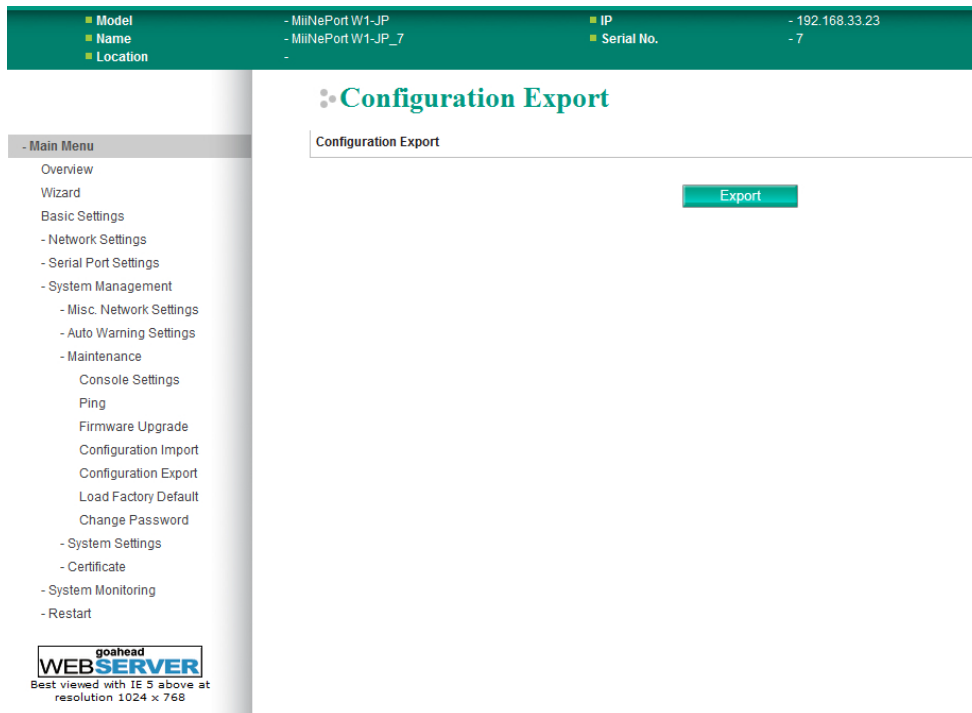 Model - MiiNePort W1-JP IP - 192.168.33.23
Name - MiiNePort W1-JP_7 Serial No. - 7
Location -
Configuration Export
Configuration Export
Export
- Main Menu
Overview
Wizard
Basic Settings
- Network Settings
- Serial Port Settings
- System Management
- Misc. Network Settings
- Auto Warning Settings
- Maintenance
Console Settings
Ping
Firmware Upgrade
Configuration Import
Configuration Export
Load Factory Default
Change Password
- System Settings
- Certificate
- System Monitoring
- Restart
goahead
WEBSERVER
Best viewed with IE 5 above at
resolution 1024 x 768